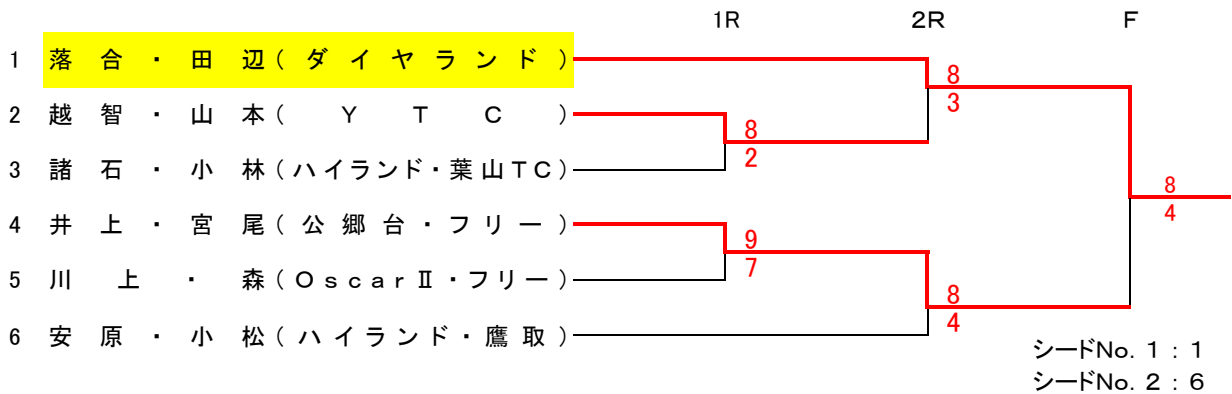 1R 2R F
1 落合・田辺(ダイヤランド)
8
3
2 越智・山本(YTC)
8
2
3 諸石・小林(ハイランド・葉山TC)
8
4
4 井上・宮尾(公郷台・フリー)
9
7
5 川上・森(OscarⅡ・フリー)
8
4
6 安原・小松(ハイランド・鷹取)
シードNo.1:1
シードNo.2:6